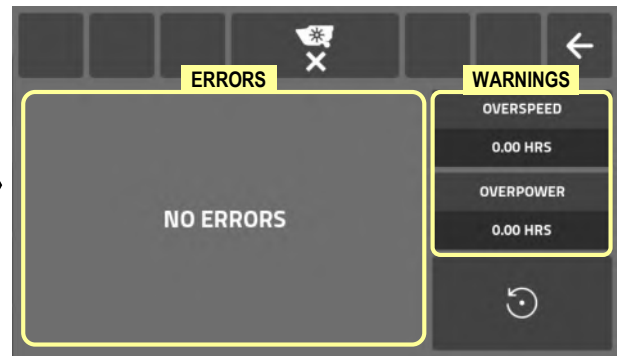 ERRORS
WARNINGS
OVERSPEED
0.00 HRS
OVERPOWER
0.00 HRS
NO ERRORS